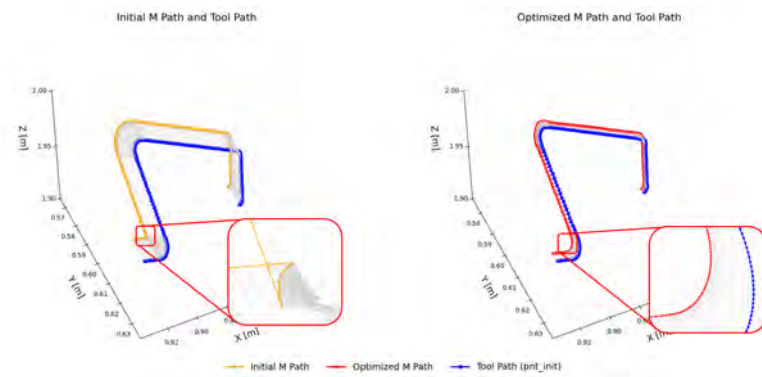 Initial M Path and Tool Path
Optimized M Path and Tool Path
2.00
1.95
1.90
Z [m]
0.57
0.58
0.59
0.60
0.61
0.62
0.63
Y [m]
0.92
0.90
X [m]
2.00
1.95
1.90
Z [m]
0.57
0.58
0.59
0.60
0.61
0.62
0.63
Y [m]
0.92
0.90
X [m]
Initial M Path
Optimized M Path
Tool Path (pnt_init)